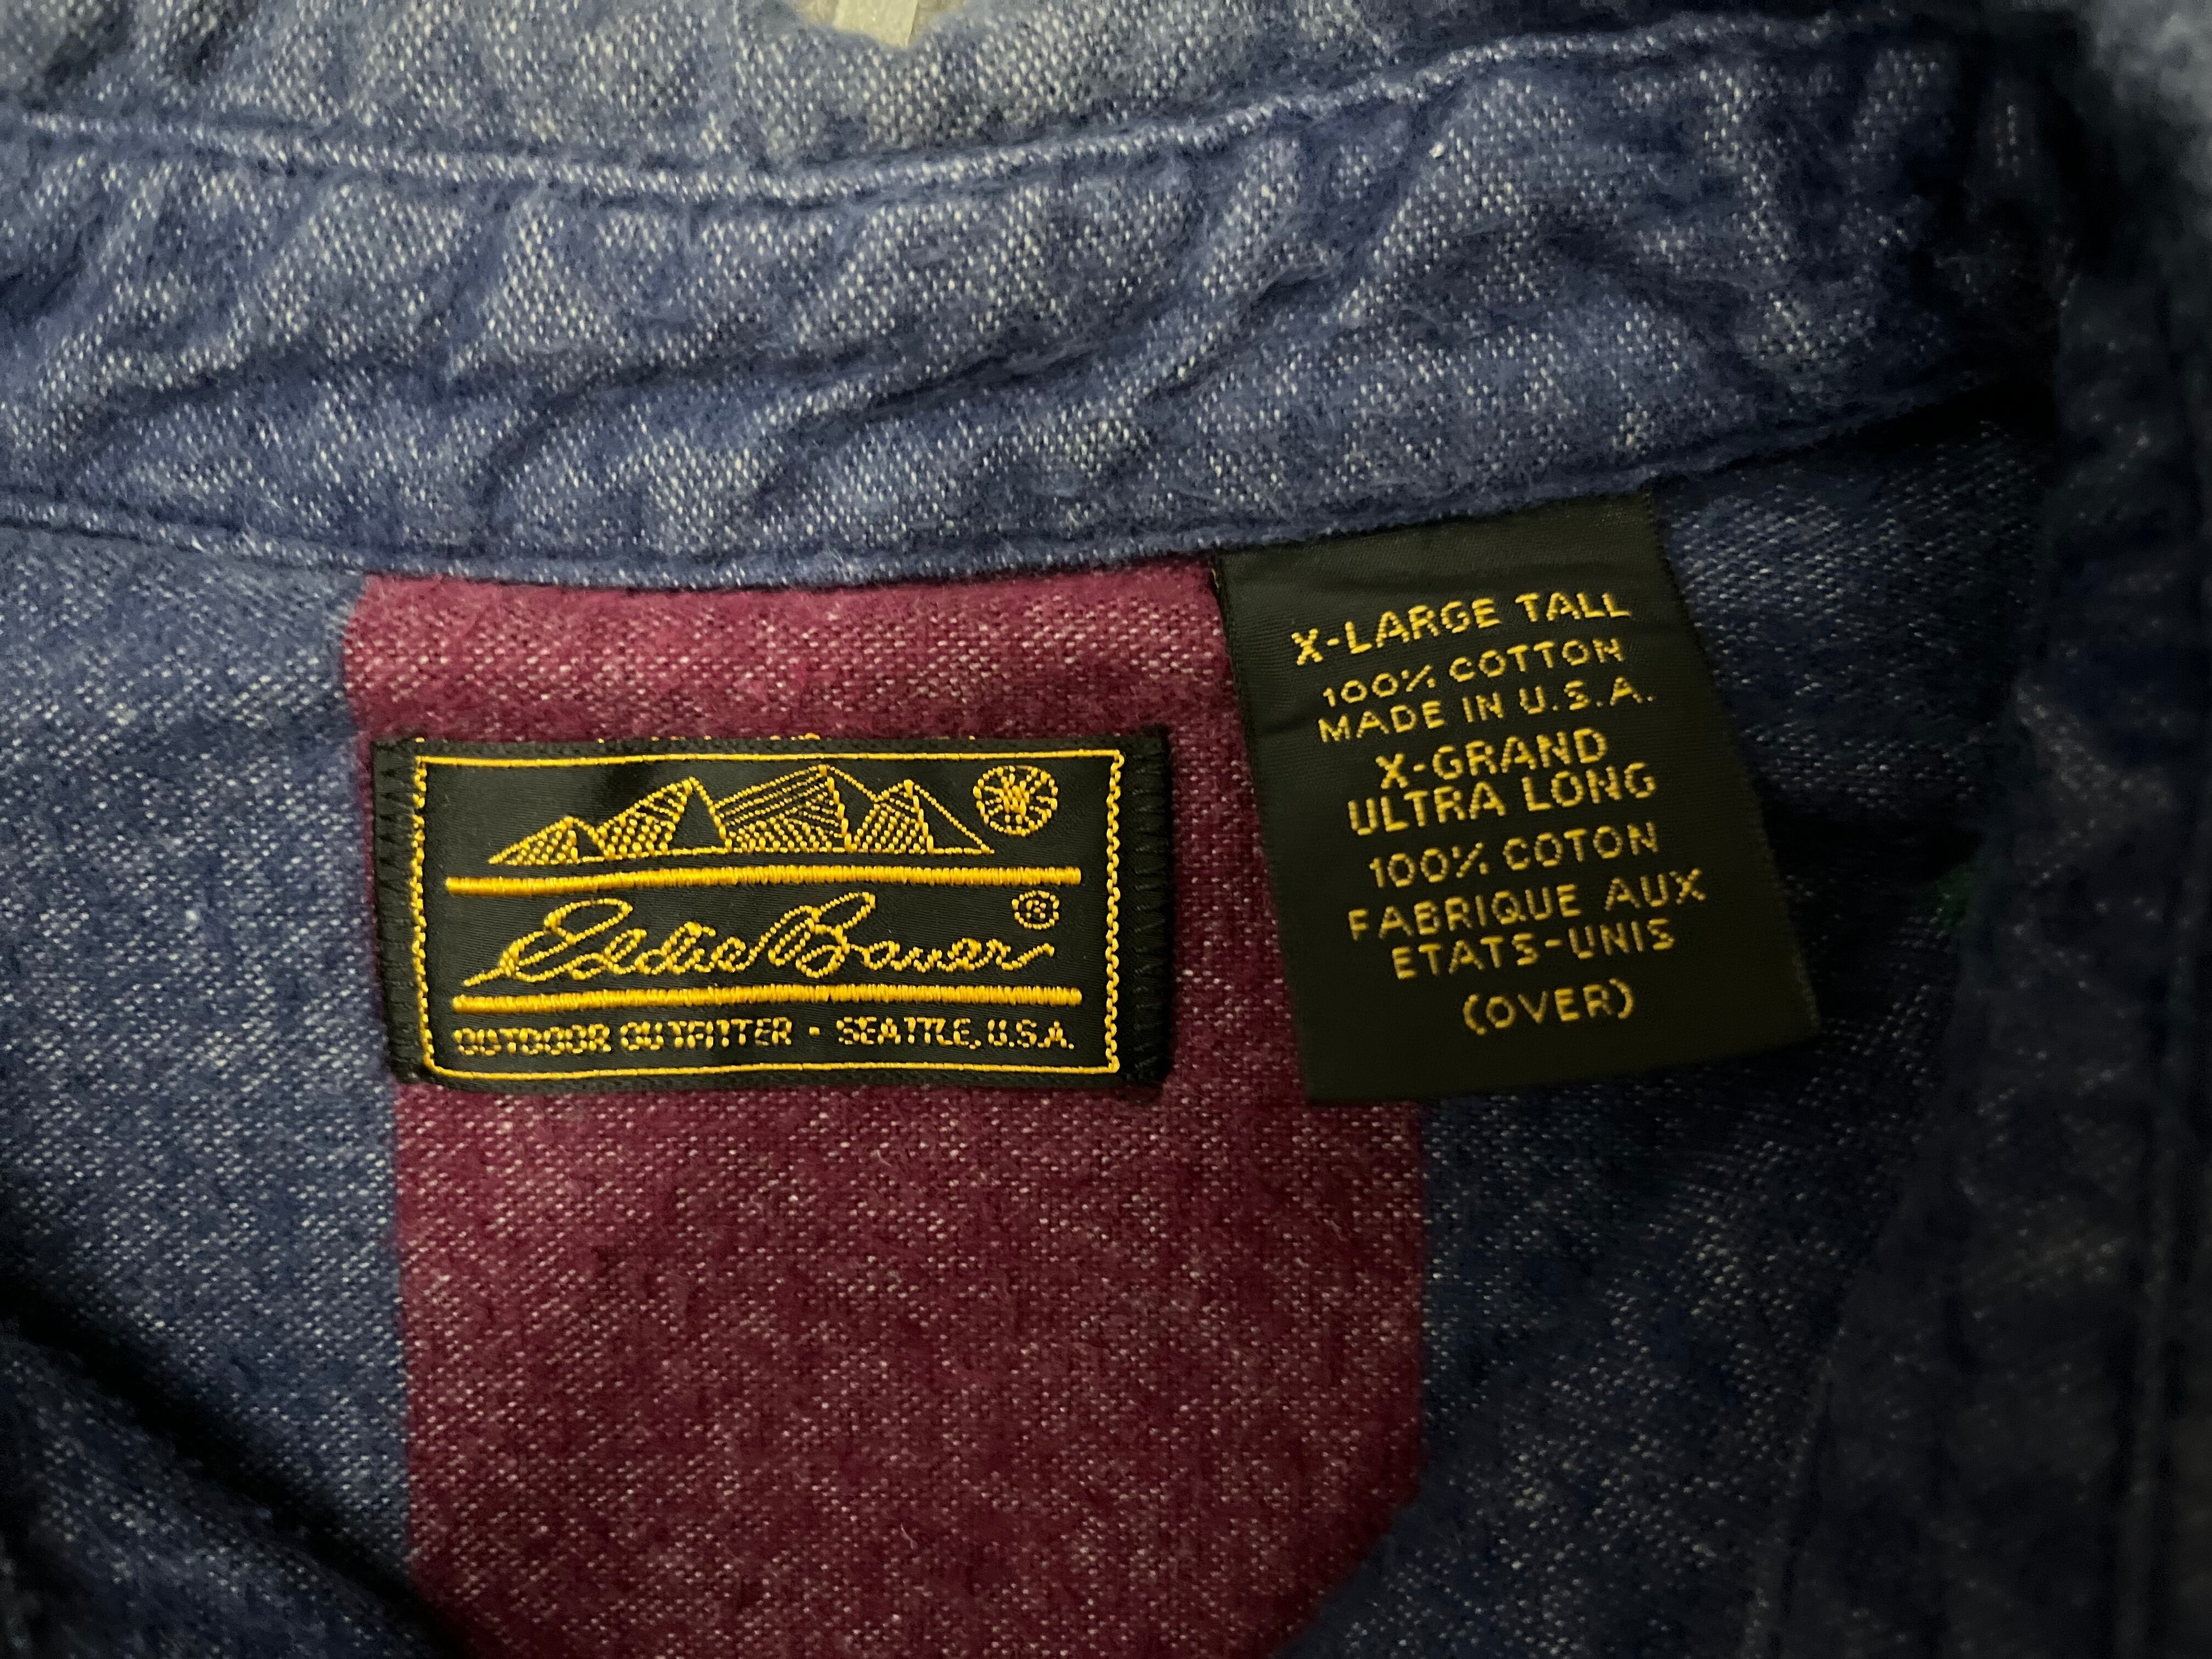 Eddie Bauer®
OUTDOOR OUTFITTER - SEATTLE, U.S.A.
X-LARGE TALL
100% COTTON
MADE IN U.S.A.
X-GRAND
ULTRA LONG
100% COTON
FABRIQUE AUX
ETATS-UNIS
(OVER)